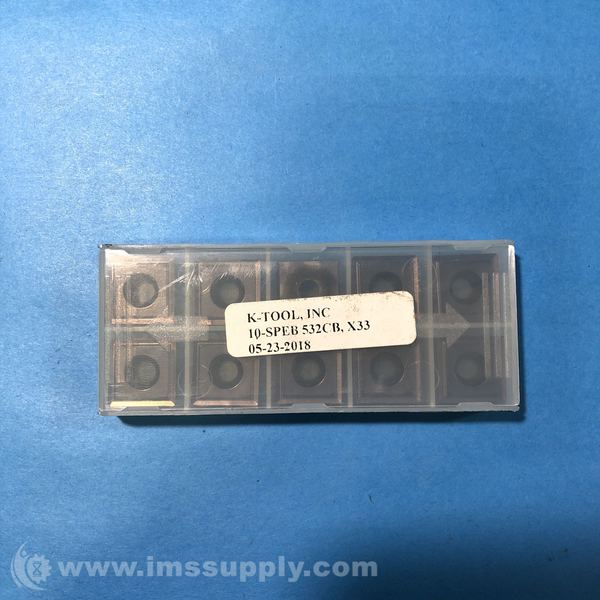 K-TOOL, INC
10-SPEB 532CB, X33
05-23-2018
www.imssupply.com